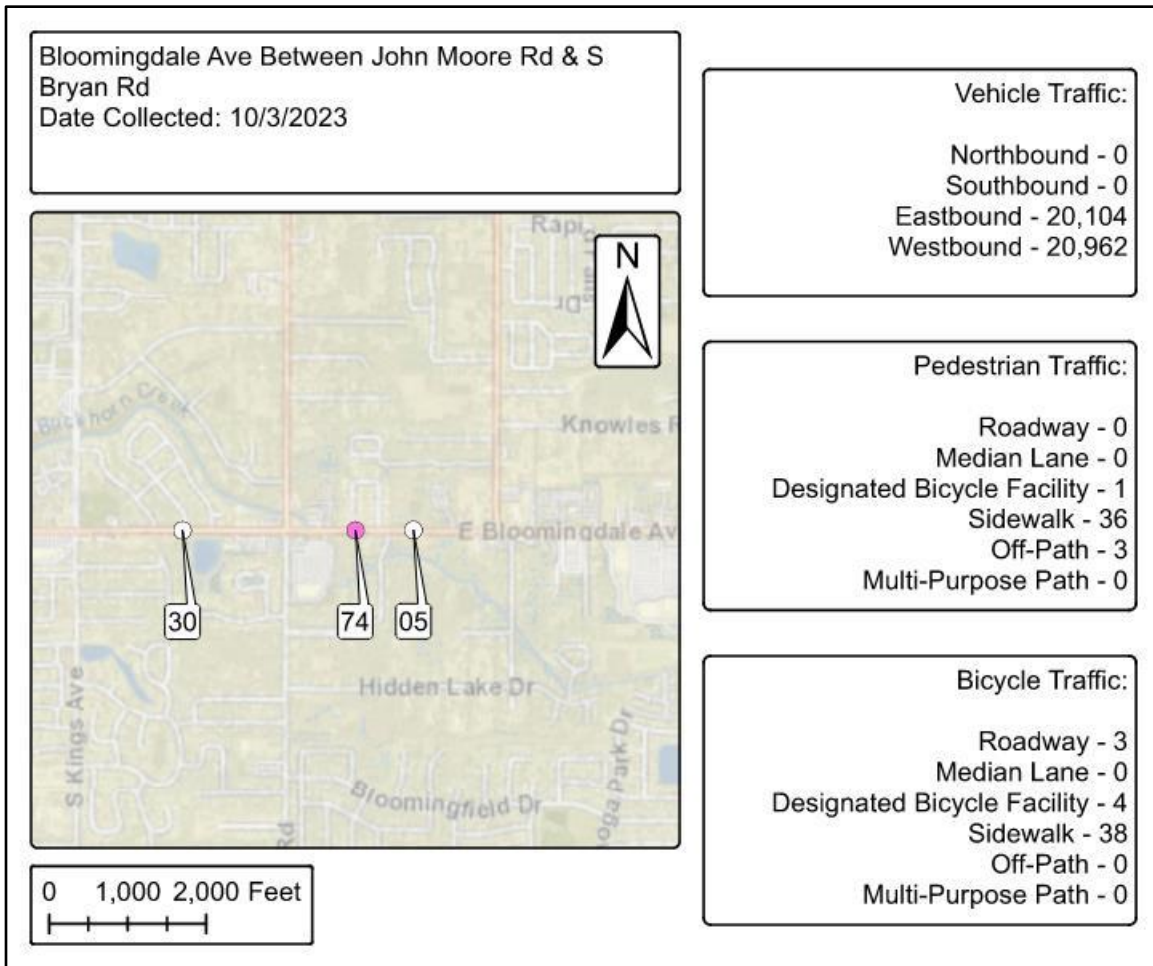 Bloomingdale Ave Between John Moore Rd & S
Bryan Rd
Date Collected: 10/3/2023
Vehicle Traffic:
Northbound - 0
Southbound - 0
Eastbound - 20,104
Westbound - 20,962
Pedestrian Traffic:
Roadway - 0
Median Lane - 0
Designated Bicycle Facility - 1
Sidewalk - 36
Off-Path - 3
Multi-Purpose Path - 0
Bicycle Traffic:
Roadway - 3
Median Lane - 0
Designated Bicycle Facility - 4
Sidewalk - 38
Off-Path - 0
Multi-Purpose Path - 0
N
Buckhorn Creek
Knowles
E Bloomingdale Av
30
74
05
Hidden Lake Dr
S Kings Ave
Bloomingfield Dr
Park Dr
Rd
Dr
0 1,000 2,000 Feet